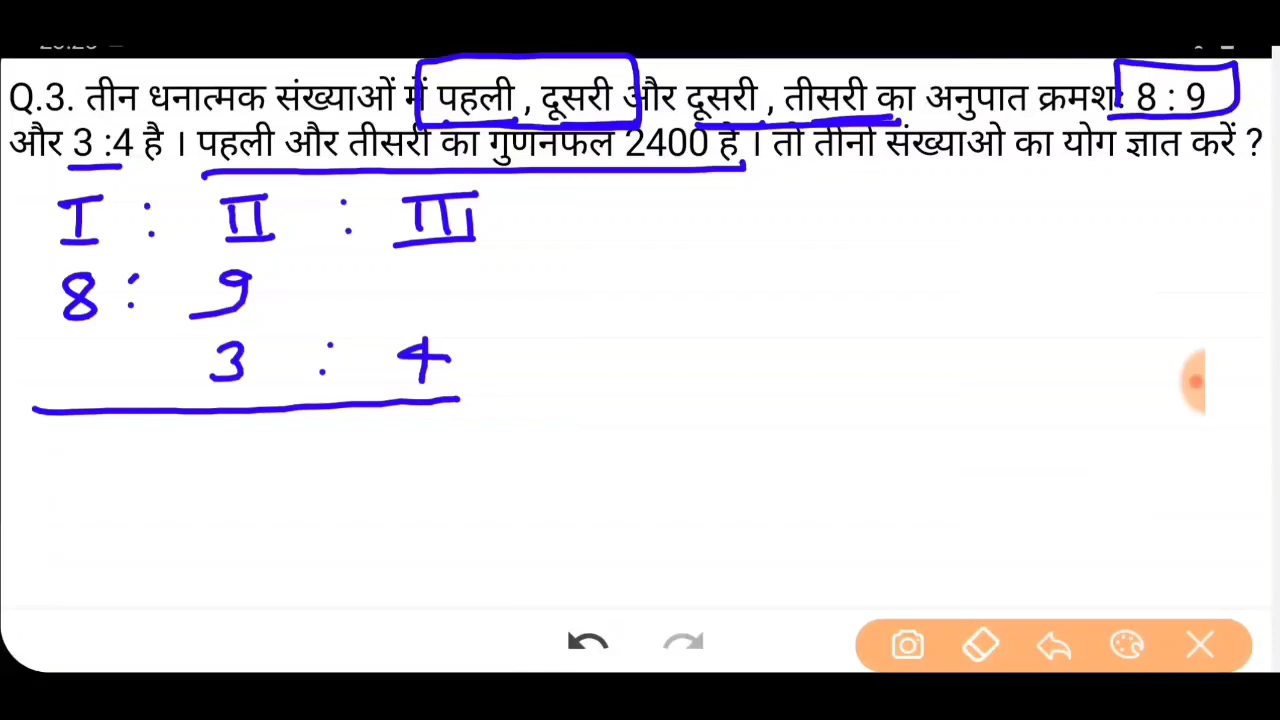 Q.3. तीन धनात्मक संख्याओं में पहली , दूसरी और दूसरी , तीसरी का अनुपात क्रमशः 8 : 9
और 3 :4 है । पहली और तीसरी का गुणनफल 2400 है । तो तीनो संख्याओ का योग ज्ञात करें ?
I : II : III
8 : 9
3 : 4